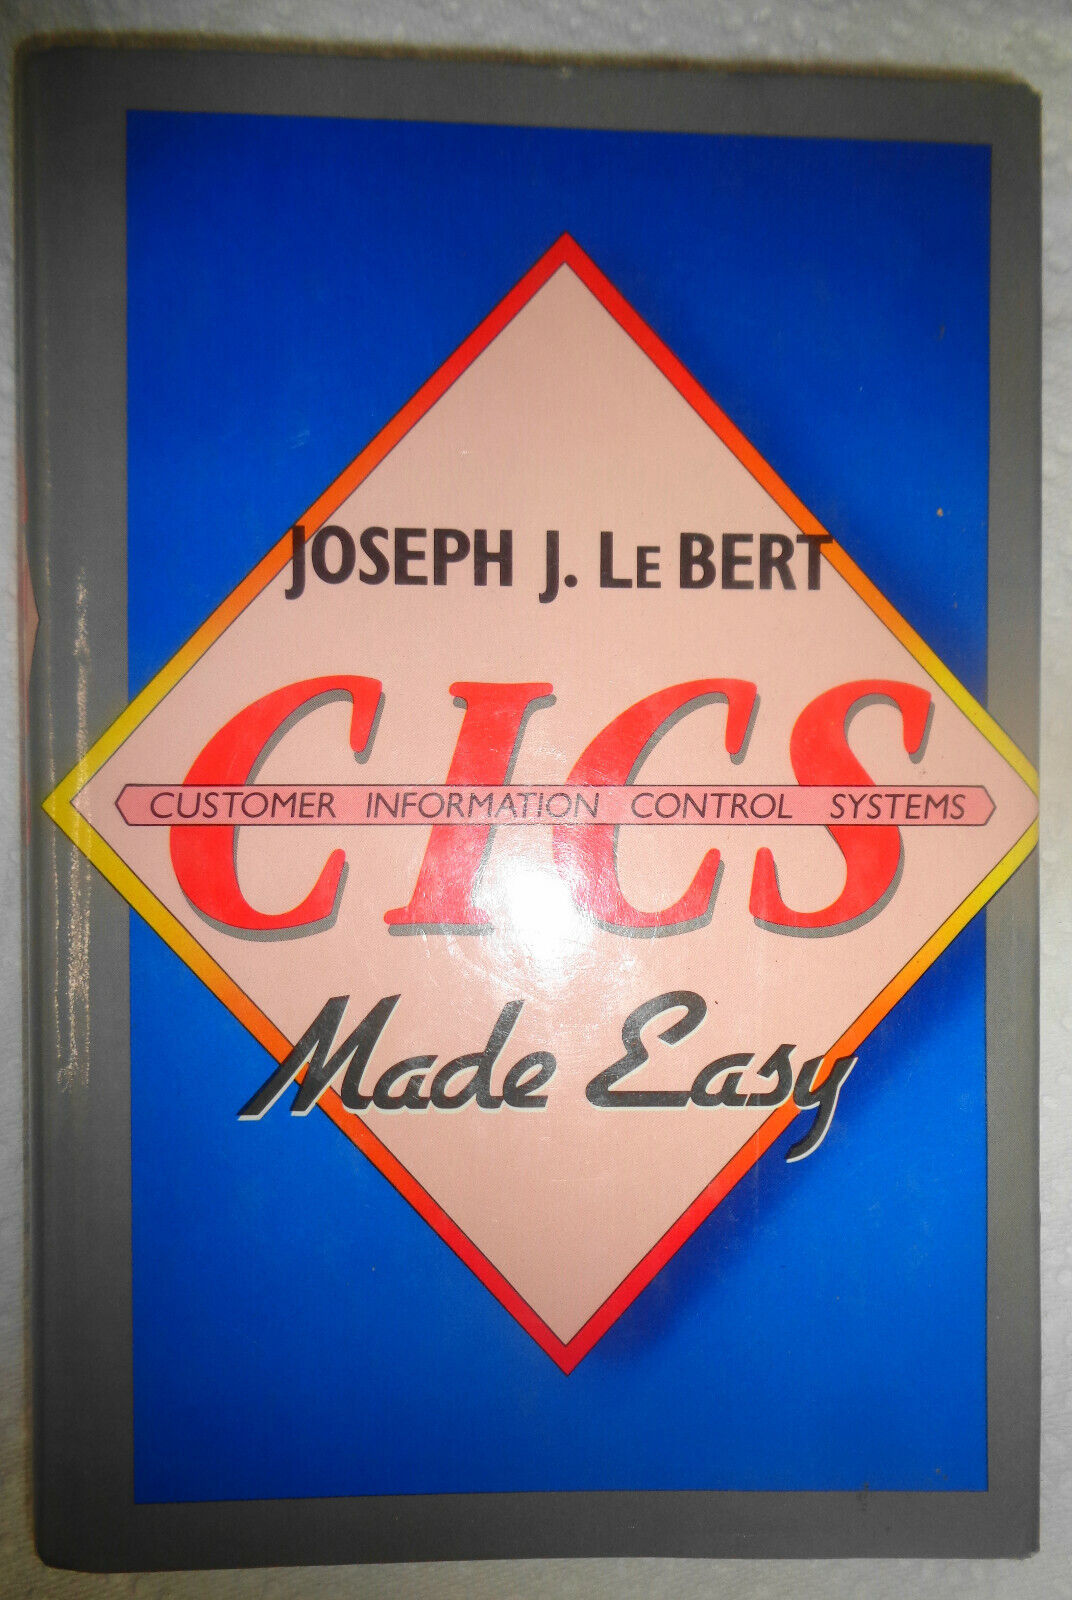 JOSEPH J. LE BERT
CICS
CUSTOMER INFORMATION CONTROL SYSTEMS
Made Easy